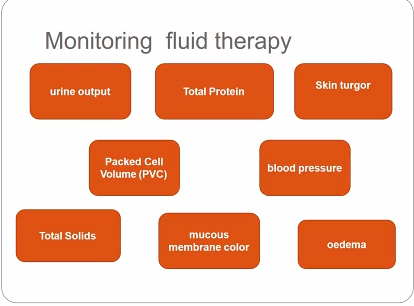 Monitoring fluid therapy
urine output
Total Protein
Skin turgor
Packed Cell
Volume (PVC)
blood pressure
Total Solids
mucous
membrane color
oedema